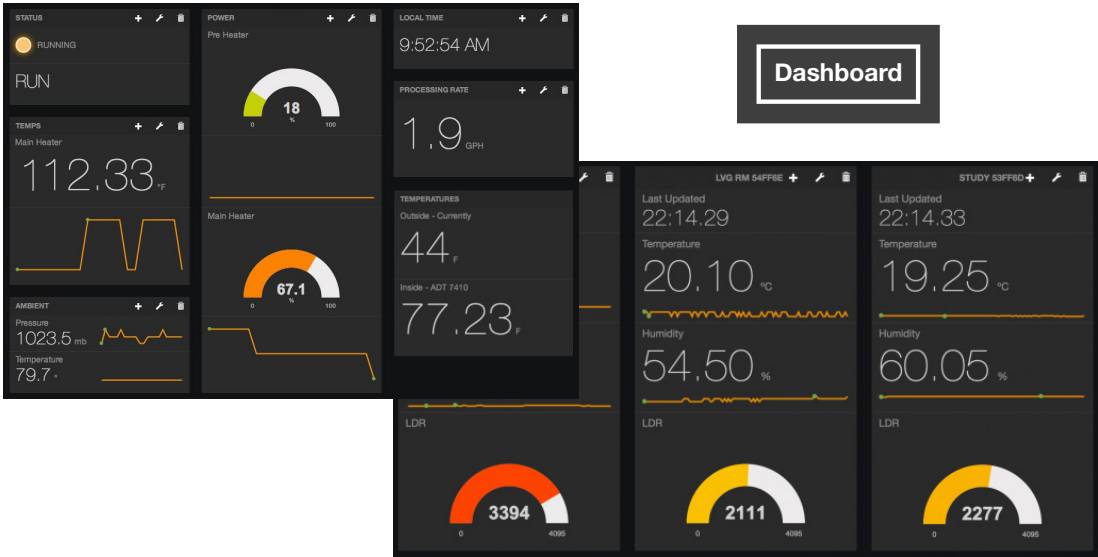 STATUS
RUNNING
RUN
TEMPS
Main Heater
112.33 °F
AMBIENT
Pressure
1023.5 mb
Temperature
79.7 °
POWER
Pre Heater
18
%
0 100
Main Heater
67.1
%
0 100
LOCAL TIME
9:52:54 AM
PROCESSING RATE
1.9 GPH
TEMPERATURES
Outside - Currently
44 F
Inside - ADT 7410
77.23 F
Dashboard
LDR
3394
0 4095
LVG RM 54FF6E
Last Updated
22:14.29
Temperature
20.10 °C
Humidity
54.50 %
LDR
2111
0 4095
STUDY 53FF6D
Last Updated
22:14.33
Temperature
19.25 °C
Humidity
60.05 %
LDR
2277
0 4095